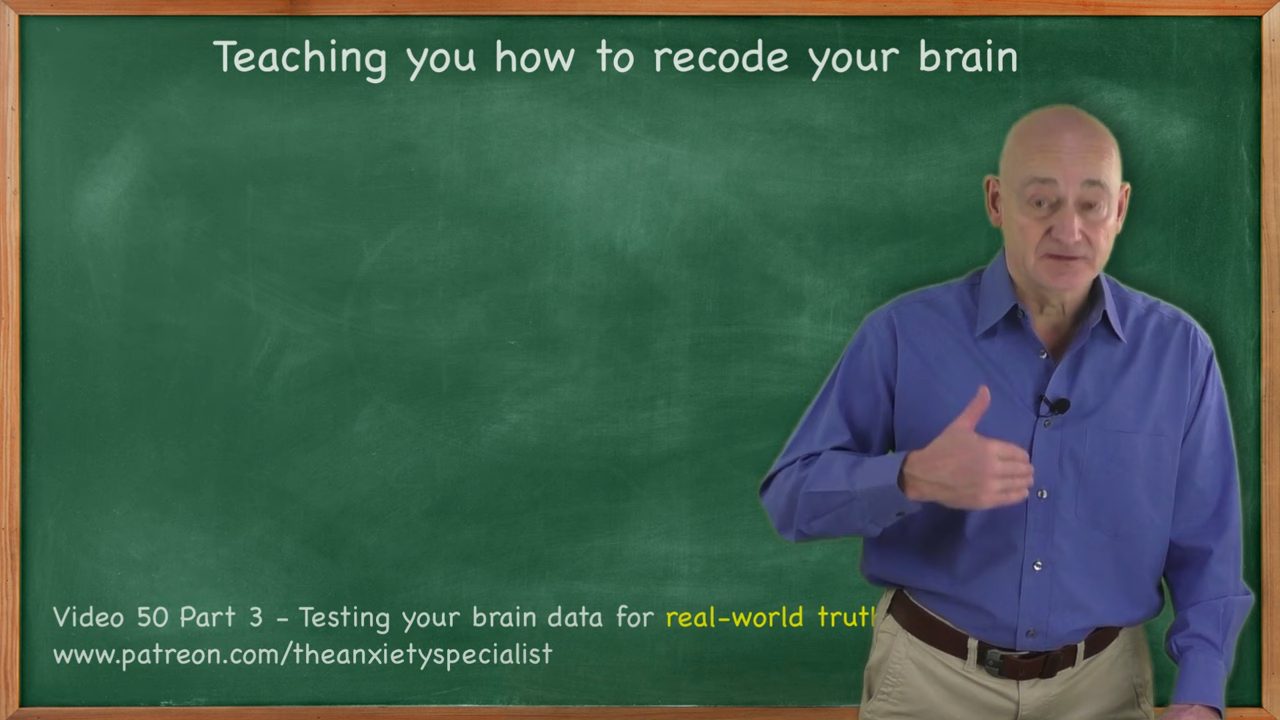 Teaching you how to recode your brain
Video 50 Part 3 - Testing your brain data for real-world
www.patreon.com/theanxietyspecialist